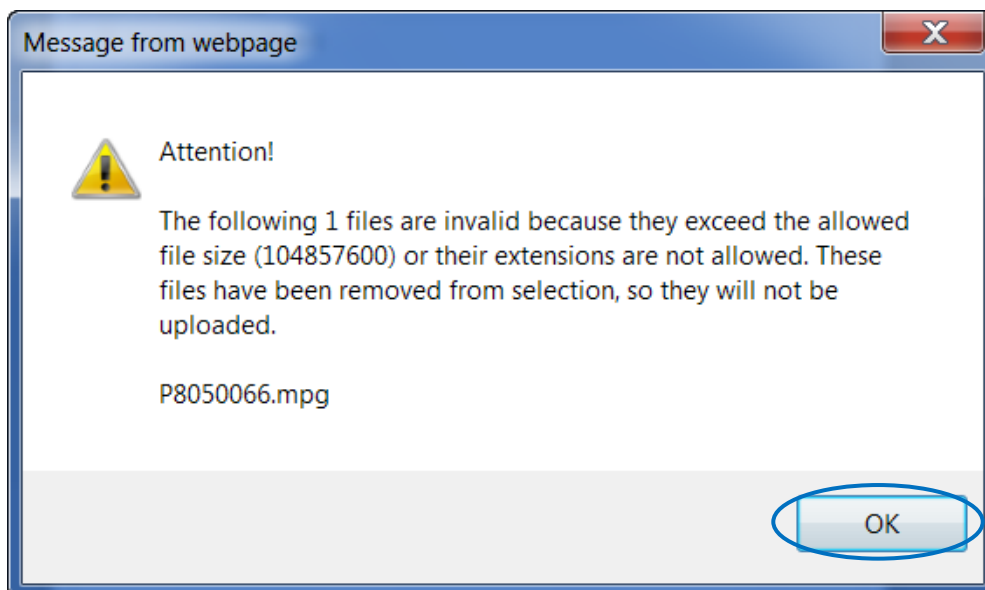 Message from webpage
Attention!
The following 1 files are invalid because they exceed the allowed
file size (104857600) or their extensions are not allowed. These
files have been removed from selection, so they will not be
uploaded.
P8050066.mpg
OK